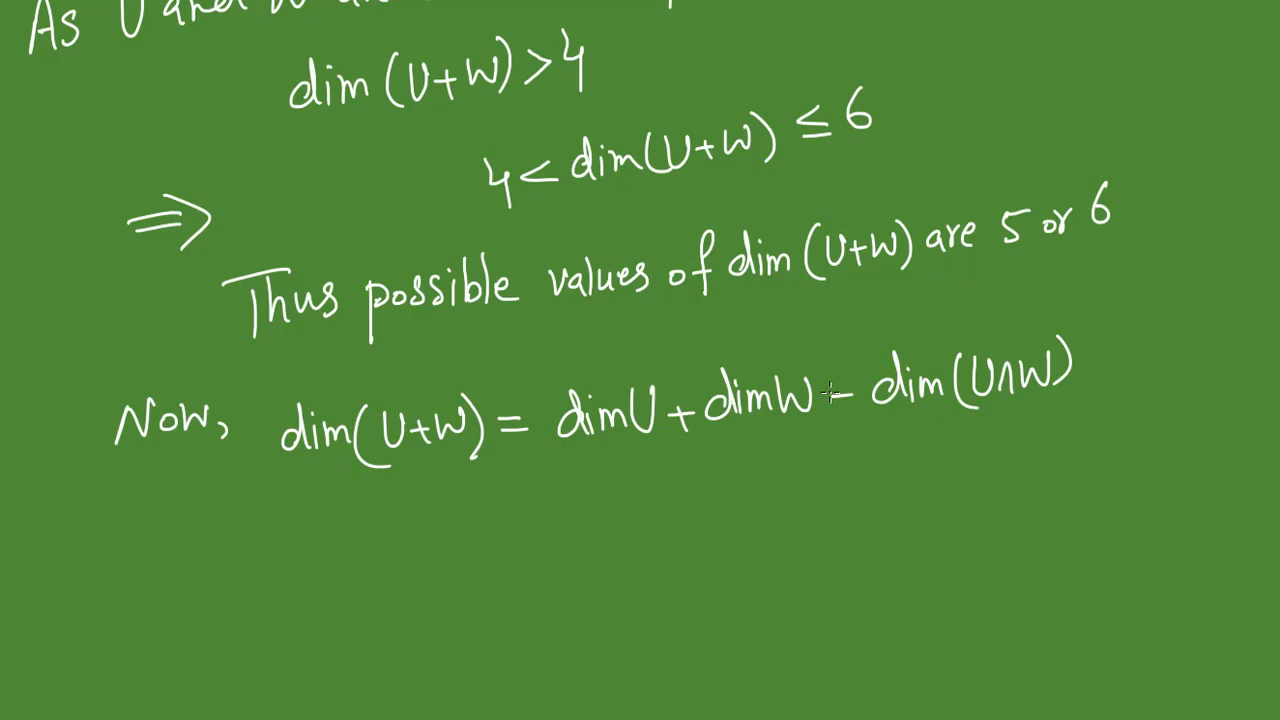 As U and W
dim (U+W) > 4
⇒ 4 < dim(U+W) ≤ 6
Thus possible values of dim (U+W) are 5 or 6
Now, dim(U+W) = dimU + dimW - dim(U∩W)